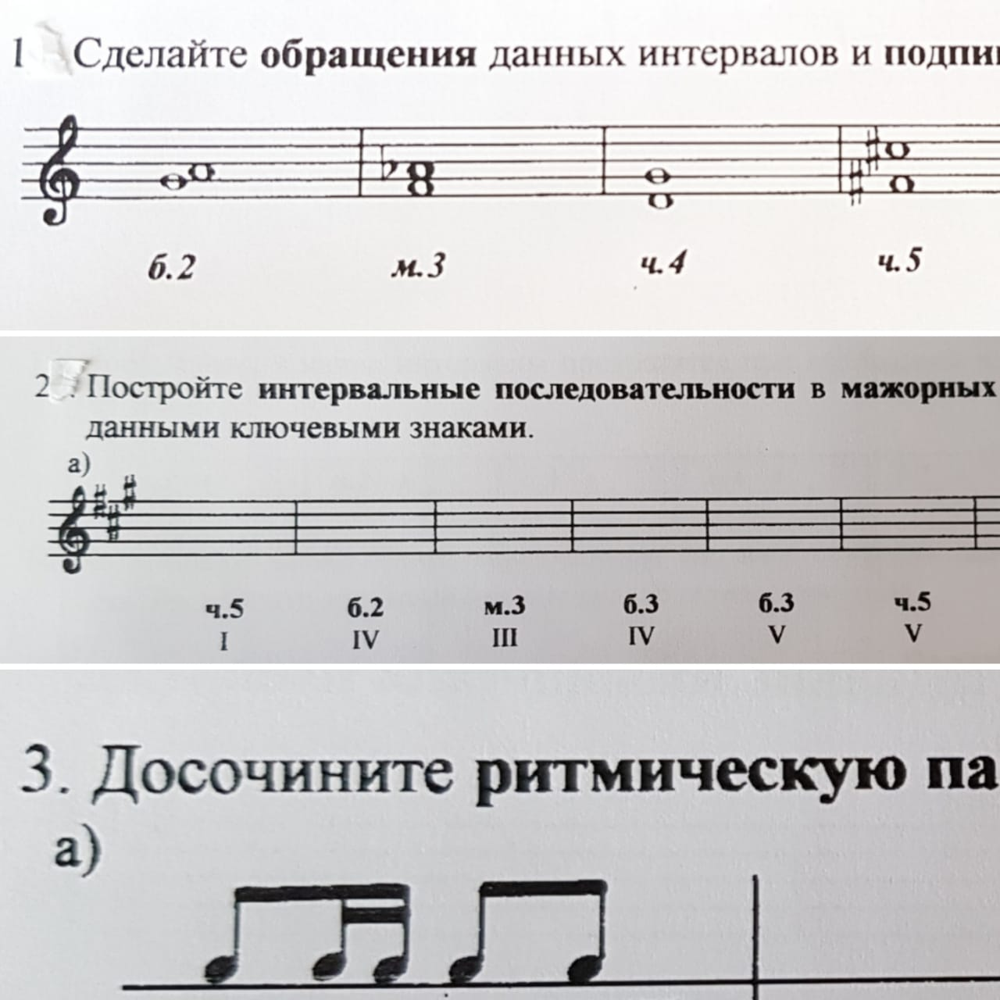 1 Сделайте обращения данных интервалов и
б.2 м.3 ч.4 ч.5
2. Постройте интервальные последовательности в мажорных
данными ключевыми знаками.
а)
ч.5 б.2 м.3 б.3 б.3 ч.5
I IV III IV V V
3. Досочините ритмическую па
а)